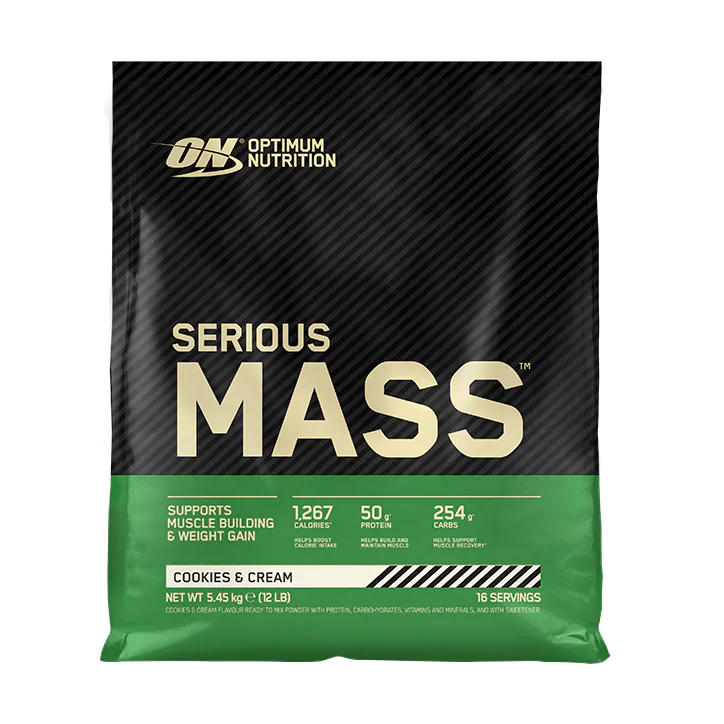 ON® OPTIMUM
NUTRITION
SERIOUS
MASS™
SUPPORTS
MUSCLE BUILDING
& WEIGHT GAIN
1,267
CALORIES*
HELPS BOOST
CALORIE INTAKE
50 g*
PROTEIN
HELPS BUILD AND
MAINTAIN MUSCLE
254 g*
CARBS
HELPS SUPPORT
MUSCLE RECOVERY*
COOKIES & CREAM
NET WT 5.45 kg ℮ (12 LB)
16 SERVINGS
COOKIES & CREAM FLAVOUR READY TO MIX POWDER WITH PROTEIN, CARBOHYDRATES, VITAMINS AND MINERALS, AND WITH SWEETENER.